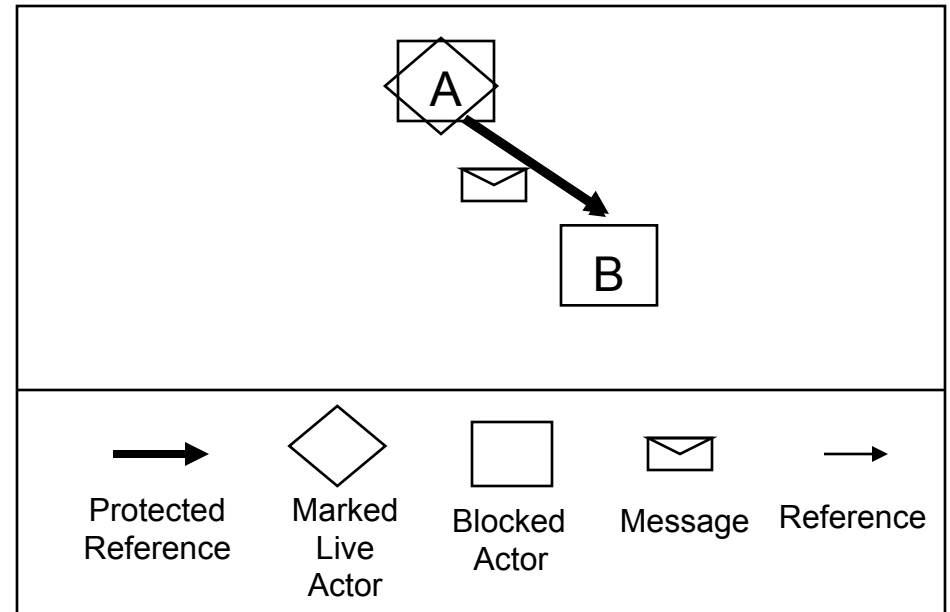 A
B
Protected
Reference
Marked
Live
Actor
Blocked
Actor
Message
Reference